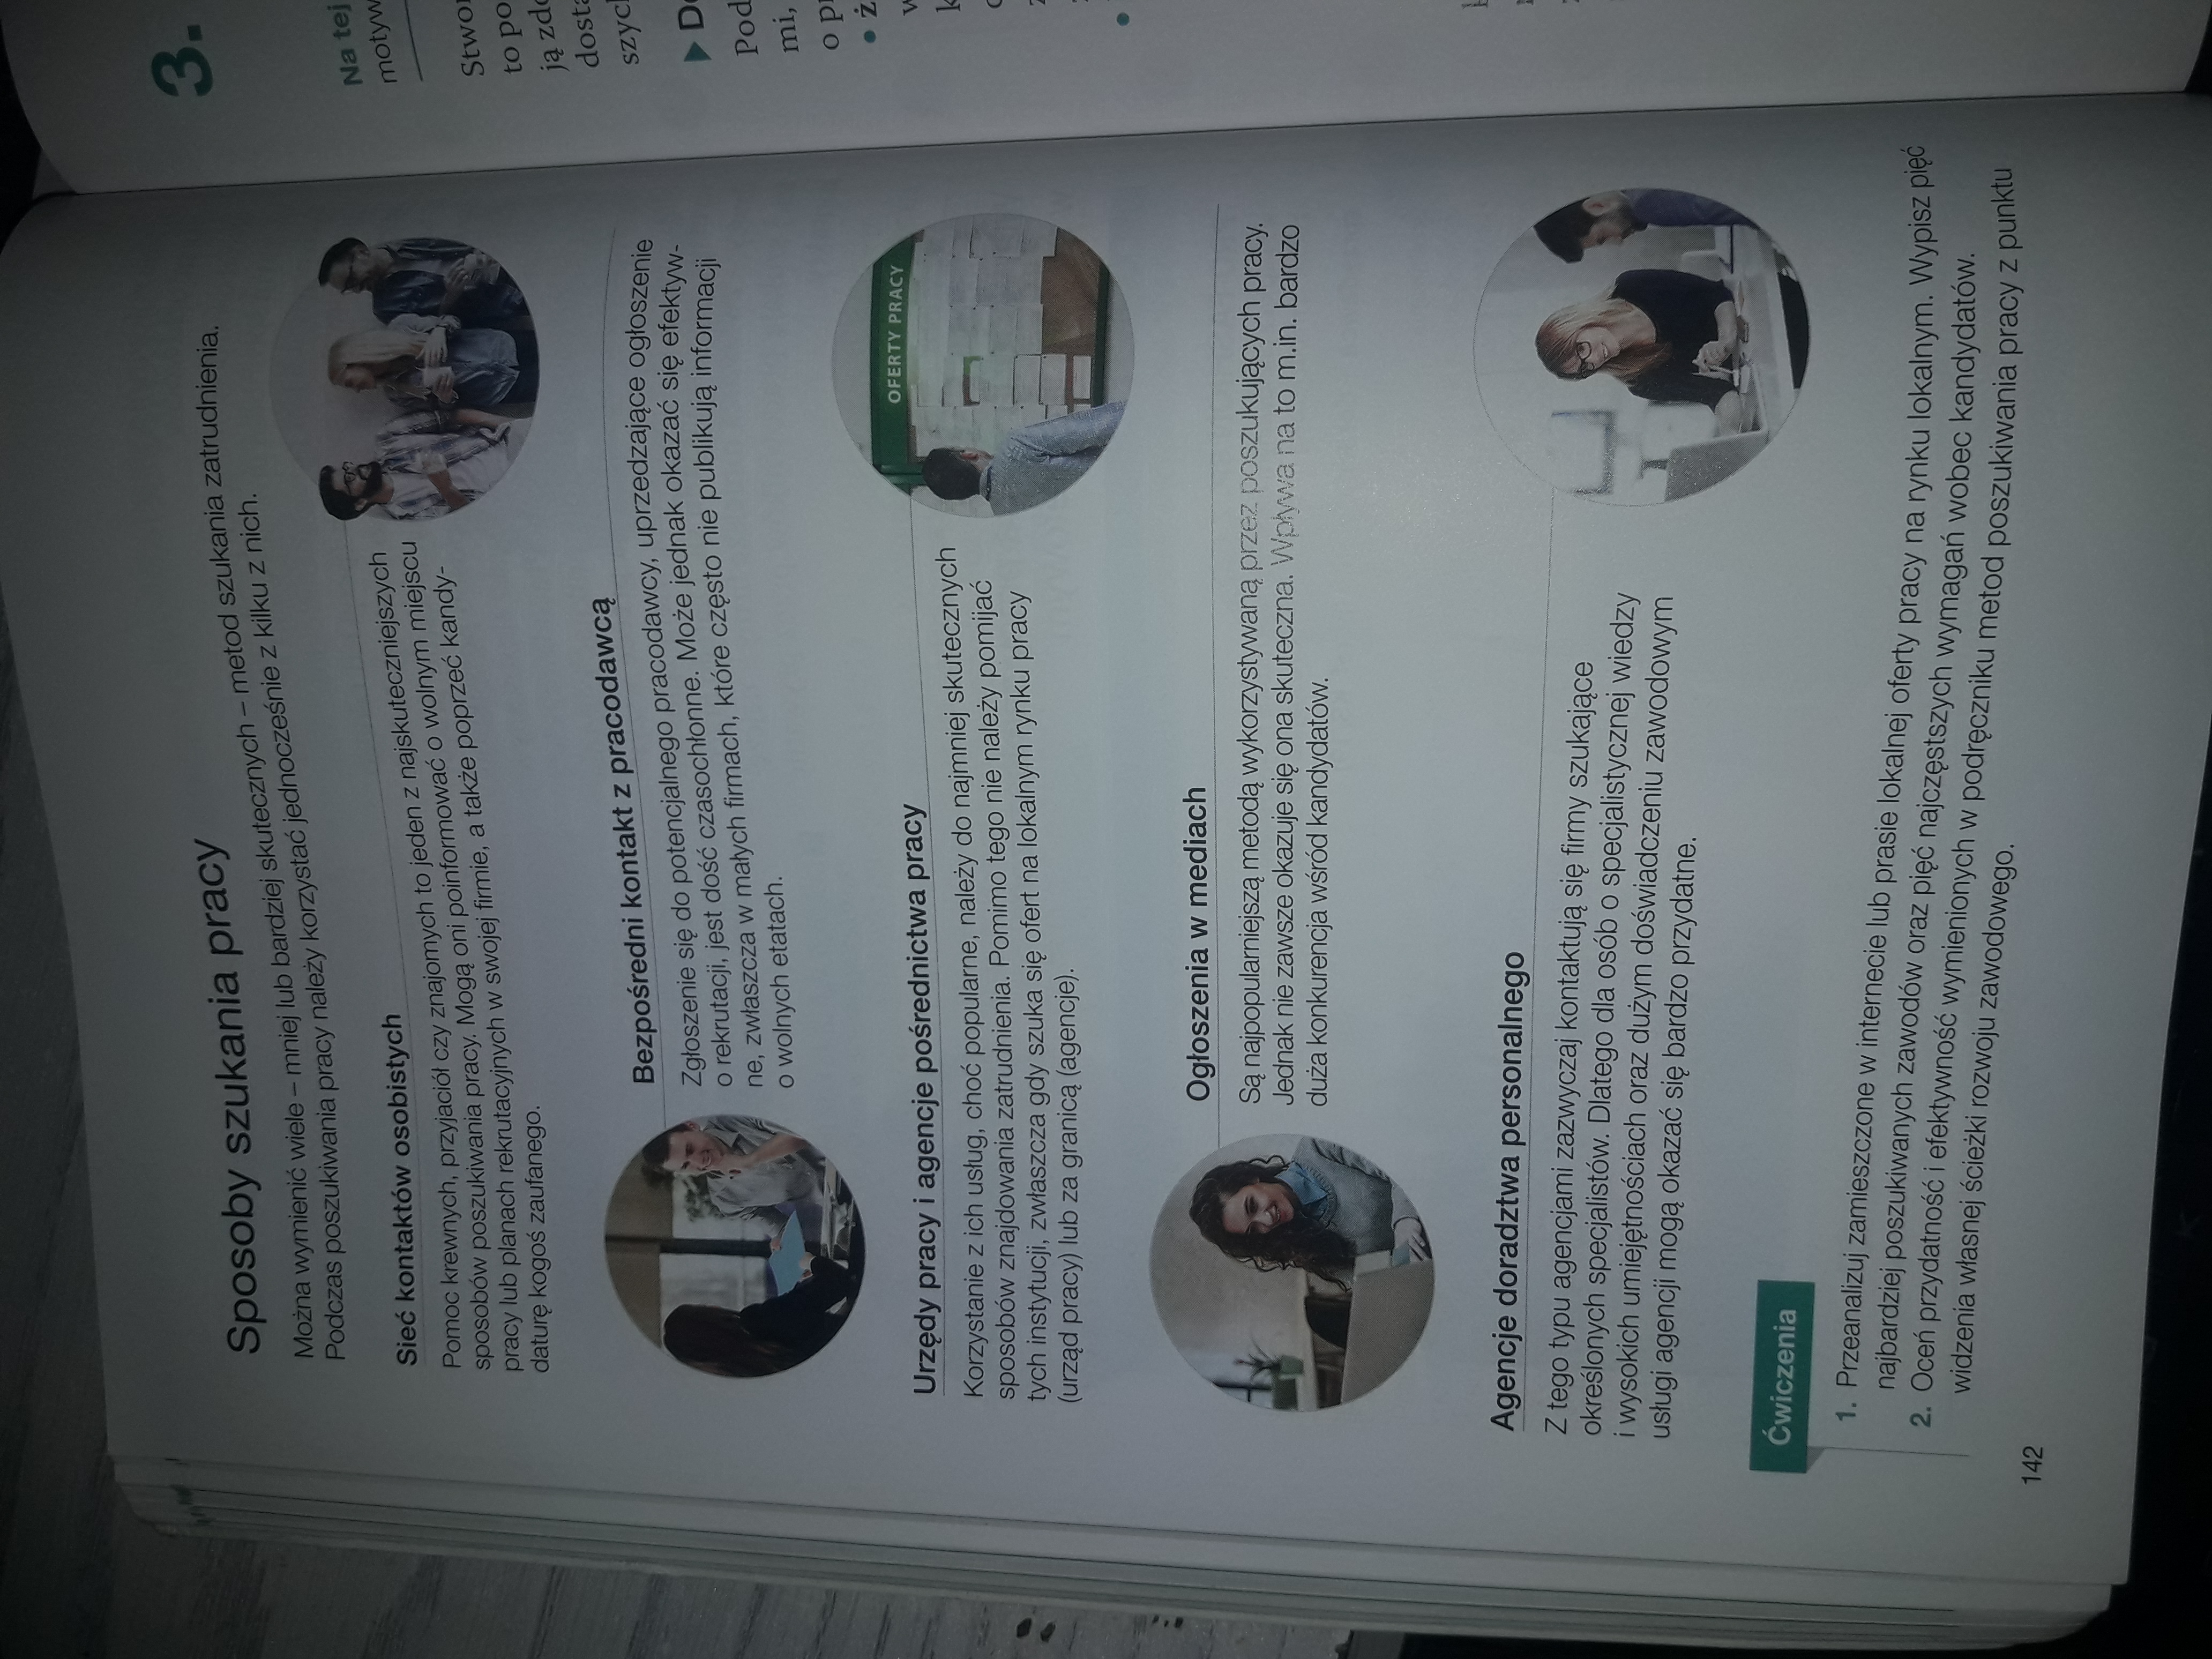 Sposoby szukania pracy
Można wymienić wiele – mniej lub bardziej skutecznych – metod szukania zatrudnienia.
Podczas poszukiwania pracy należy korzystać jednocześnie z kilku z nich.
Sieć kontaktów osobistych
Pomoc krewnych, przyjaciół czy znajomych to jeden z najskuteczniejszych
sposobów poszukiwania pracy. Mogą oni poinformować o wolnym miejscu
pracy lub planach rekrutacyjnych w swojej firmie, a także poprzeć kandy-
daturę kogoś zaufanego.
Bezpośredni kontakt z pracodawcą
Zgłoszenie się do potencjalnego pracodawcy, uprzedzające ogłoszenie
o rekrutacji, jest dość czasochłonne. Może jednak okazać się efektyw-
ne, zwłaszcza w małych firmach, które często nie publikują informacji
o wolnych etatach.
OFERTY PRACY
Urzędy pracy i agencje pośrednictwa pracy
Korzystanie z ich usług, choć popularne, należy do najmniej skutecznych
sposobów znajdowania zatrudnienia. Pomimo tego nie należy pomijać
tych instytucji, zwłaszcza gdy szuka się ofert na lokalnym rynku pracy
(urząd pracy) lub za granicą (agencje).
Ogłoszenia w mediach
Są najpopularniejszą metodą wykorzystywaną przez poszukujących pracy.
Jednak nie zawsze okazuje się ona skuteczna. Wpływa na to m.in. bardzo
duża konkurencja wśród kandydatów.
Agencje doradztwa personalnego
Z tego typu agencjami zazwyczaj kontaktują się firmy szukające
określonych specjalistów. Dlatego dla osób o specjalistycznej wiedzy
i wysokich umiejętnościach oraz dużym doświadczeniu zawodowym
usługi agencji mogą okazać się bardzo przydatne.
Ćwiczenia
1. Przeanalizuj zamieszczone w internecie lub prasie lokalnej oferty pracy na rynku lokalnym. Wypisz pięć
najbardziej poszukiwanych zawodów oraz pięć najczęstszych wymagań wobec kandydatów.
2. Oceń przydatność i efektywność wymienionych w podręczniku metod poszukiwania pracy z punktu
widzenia własnej ścieżki rozwoju zawodowego.
142
3.
Na tej
motyw
Stwo
to po
ją zd
dost
szyc
D
Pod
mi,
o p
• ż
w
k